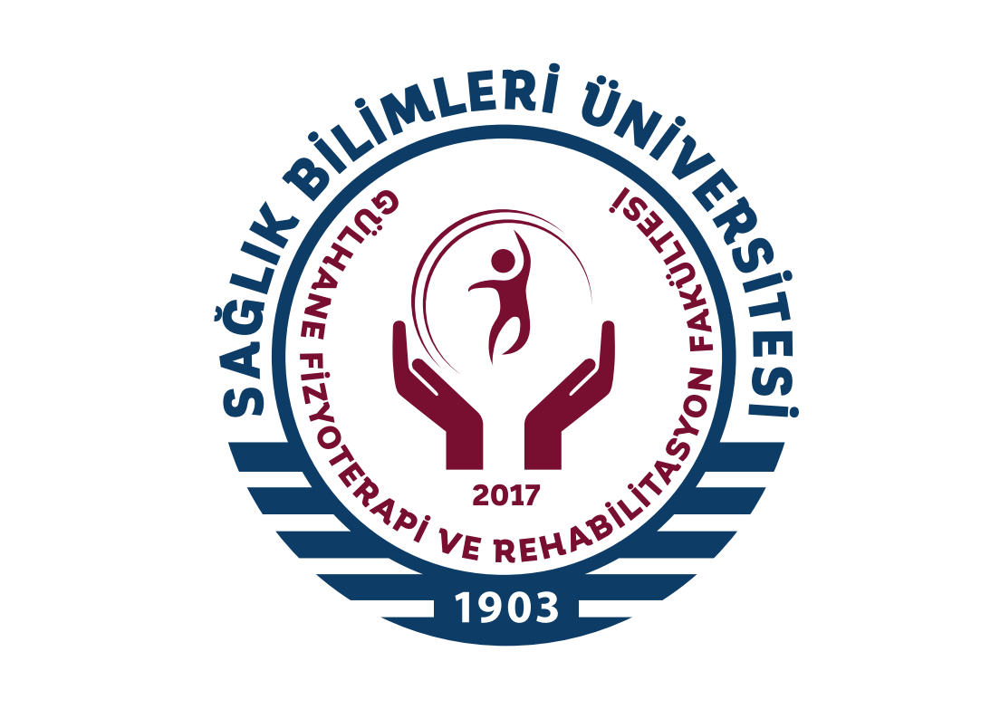 SAĞLIK BİLİMLERİ ÜNİVERSİTESİ
GÜLHANE FİZYOTERAPİ VE REHABİLİTASYON FAKÜLTESİ
2017
1903